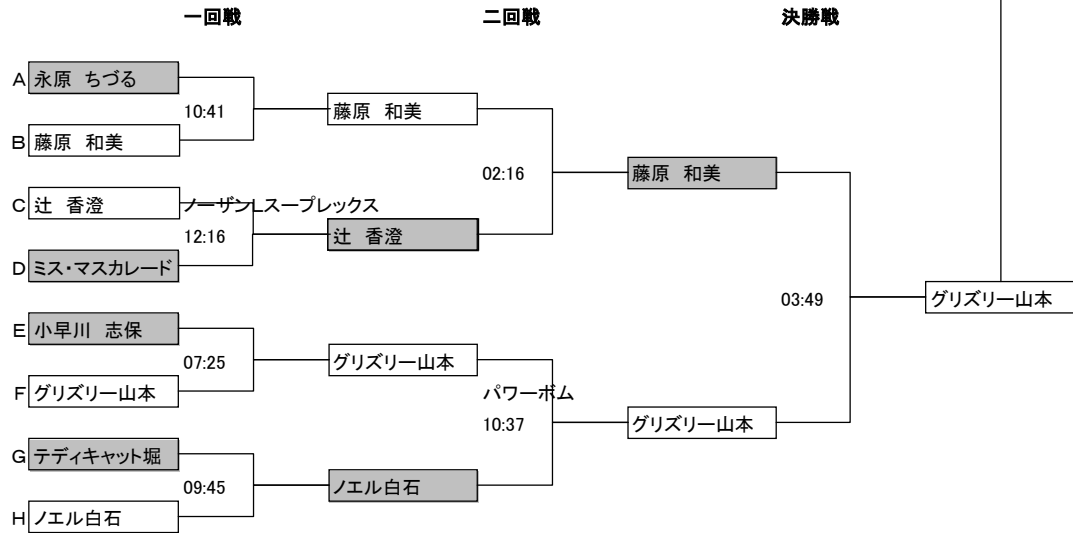 一回戦 二回戦 決勝戦
A 永原 ちづる
10:41
藤原 和美
B 藤原 和美
02:16
藤原 和美
C 辻 香澄
ノーザンLスープレックス
12:16
辻 香澄
D ミス・マスカレード
03:49
グリズリー山本
E 小早川 志保
07:25
グリズリー山本
F グリズリー山本
パワーボム
10:37
グリズリー山本
G テディキャット堀
09:45
ノエル白石
H ノエル白石